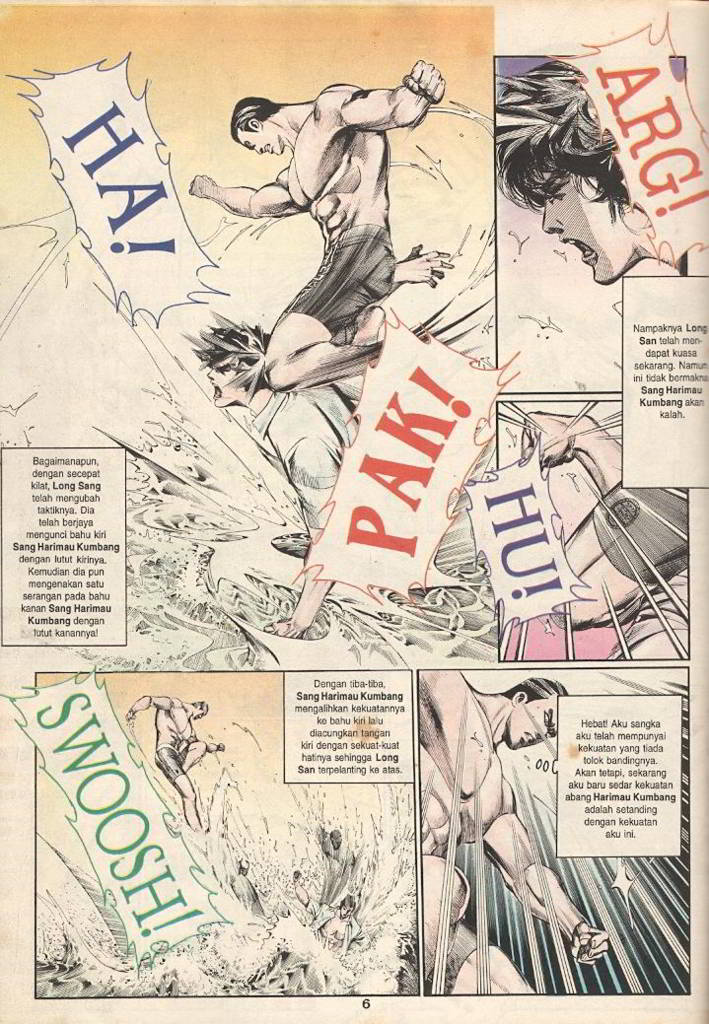 HA!
ARG!
Nampaknya Long
San telah men-
dapat kuasa
sekarang. Namun
ini tidak bermakna
Sang Harimau
Kumbang akan
kalah.
PAK!
HU!
Bagaimanapun,
dengan secepat
kilat, Long Sang
telah mengubah
taktiknya. Dia
telah berjaya
mengunci bahu kiri
Sang Harimau Kumbang
dengan lutut kirinya.
Kemudian dia pun
mengenakan satu
serangan pada bahu
kanan Sang Harimau
Kumbang dengan
lutut kanannya!
SWOOSH!
Dengan tiba-tiba,
Sang Harimau Kumbang
mengalihkan kekuatannya
ke bahu kiri lalu
diacungkan tangan
kiri dengan sekuat-kuat
hatinya sehingga Long
San terpelanting ke atas.
Hebat! Aku sangka
aku telah mempunyai
kekuatan yang tiada
tolok bandingnya.
Akan tetapi, sekarang
aku baru sedar kekuatan
abang Harimau Kumbang
adalah setanding
dengan kekuatan
aku ini.
6